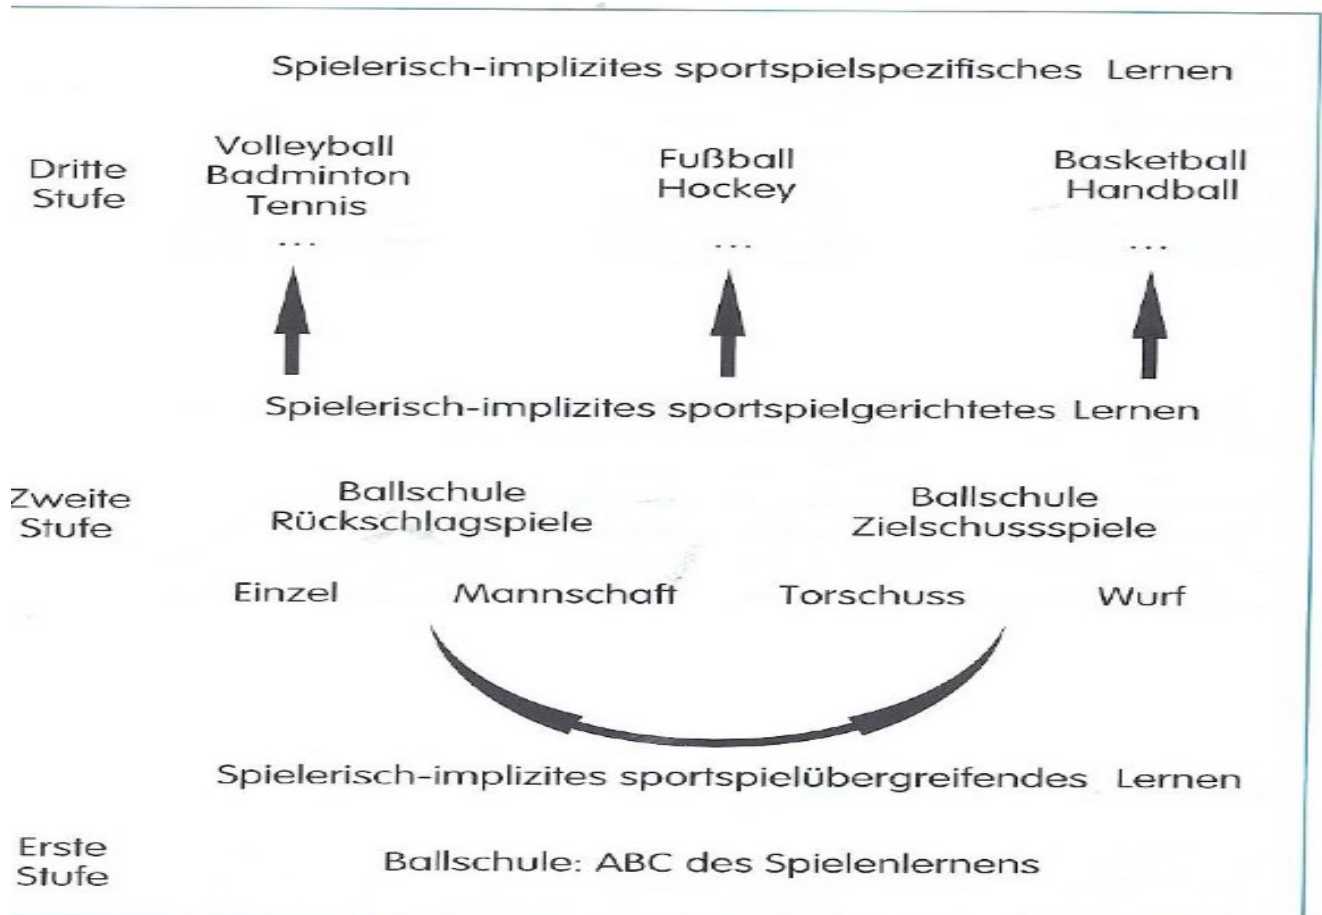 Spielerisch-implizites sportspielspezifisches Lernen
Dritte
Stufe
Volleyball
Badminton
Tennis
...
Fußball
Hockey
...
Basketball
Handball
...
Spielerisch-implizites sportspielgerichtetes Lernen
Zweite
Stufe
Ballschule
Rückschlagspiele
Ballschule
Zielschussspiele
Einzel
Mannschaft
Torschuss
Wurf
Spielerisch-implizites sportspielübergreifendes Lernen
Erste
Stufe
Ballschule: ABC des Spielenlernens